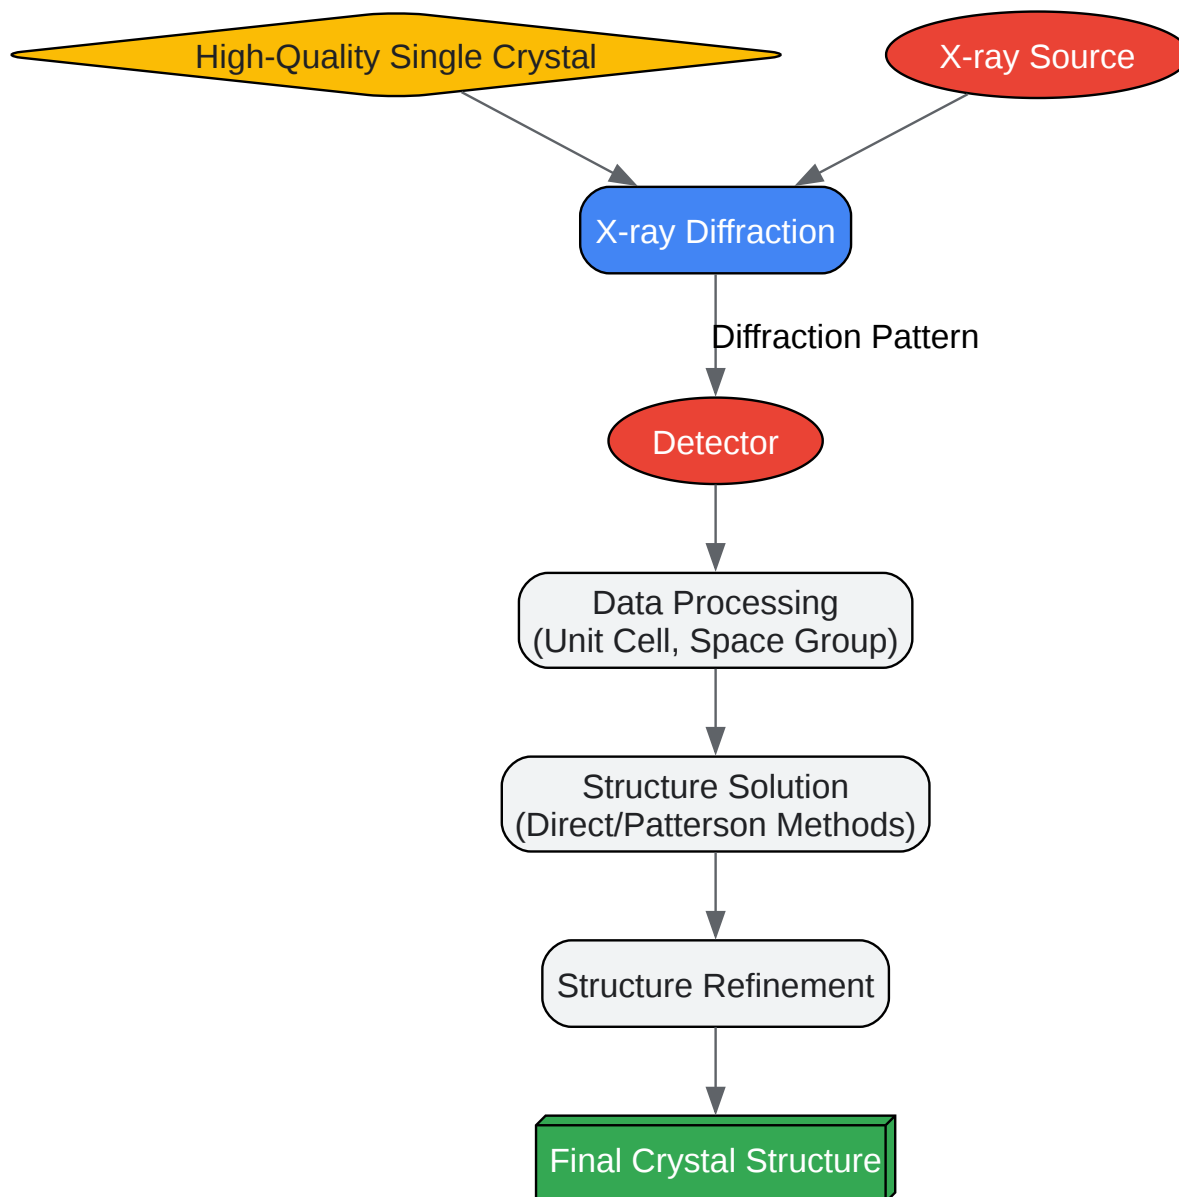 High-Quality Single Crystal
X-ray Source
X-ray Diffraction
Diffraction Pattern
Detector
Data Processing
(Unit Cell, Space Group)
Structure Solution
(Direct/Patterson Methods)
Structure Refinement
Final Crystal Structure